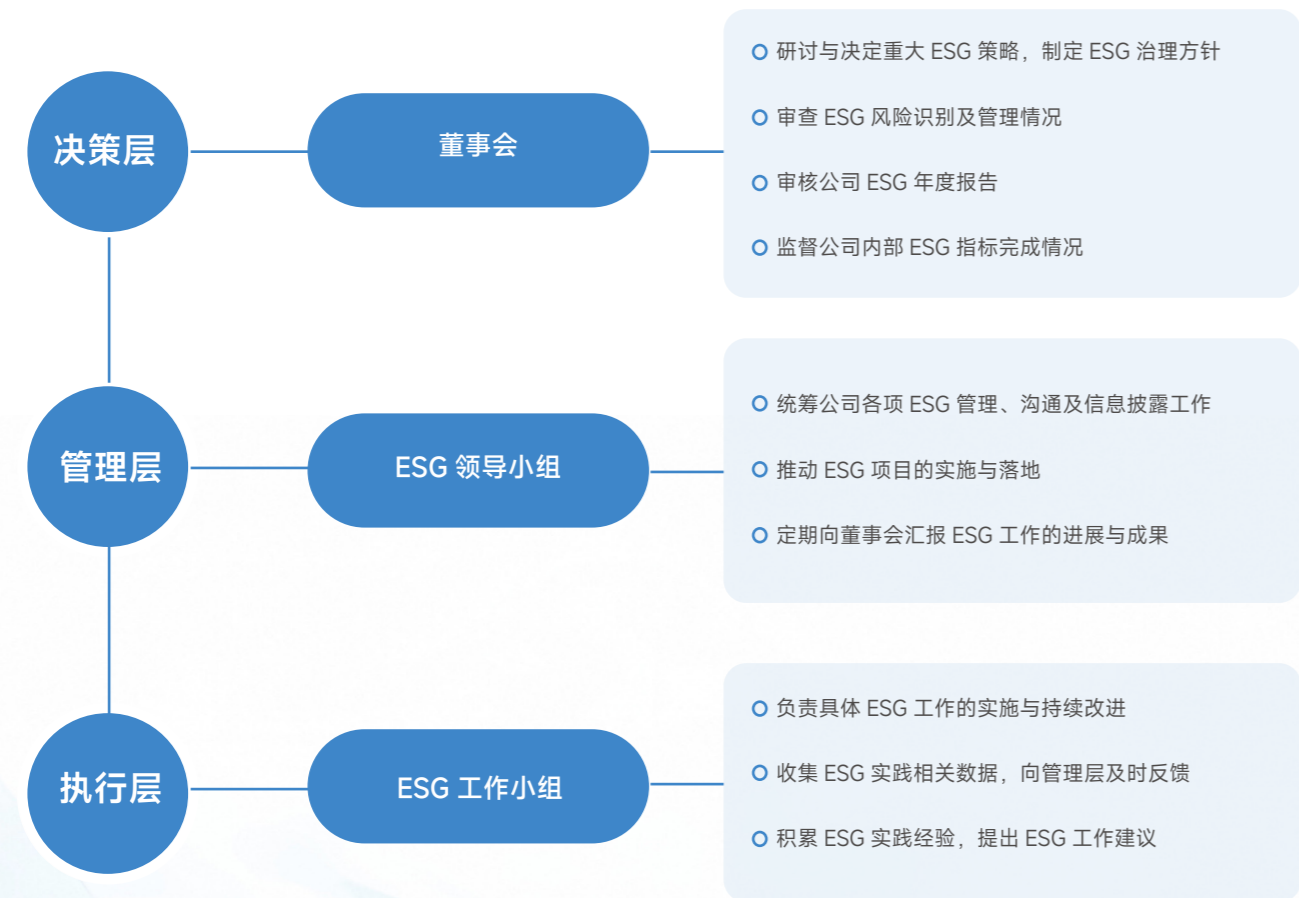 决策层
董事会
研讨与决定重大 ESG 策略，制定 ESG 治理方针
审查 ESG 风险识别及管理情况
审核公司 ESG 年度报告
监督公司内部 ESG 指标完成情况
管理层
ESG 领导小组
统筹公司各项 ESG 管理、沟通及信息披露工作
推动 ESG 项目的实施与落地
定期向董事会汇报 ESG 工作的进展与成果
执行层
ESG 工作小组
负责具体 ESG 工作的实施与持续改进
收集 ESG 实践相关数据，向管理层及时反馈
积累 ESG 实践经验，提出 ESG 工作建议